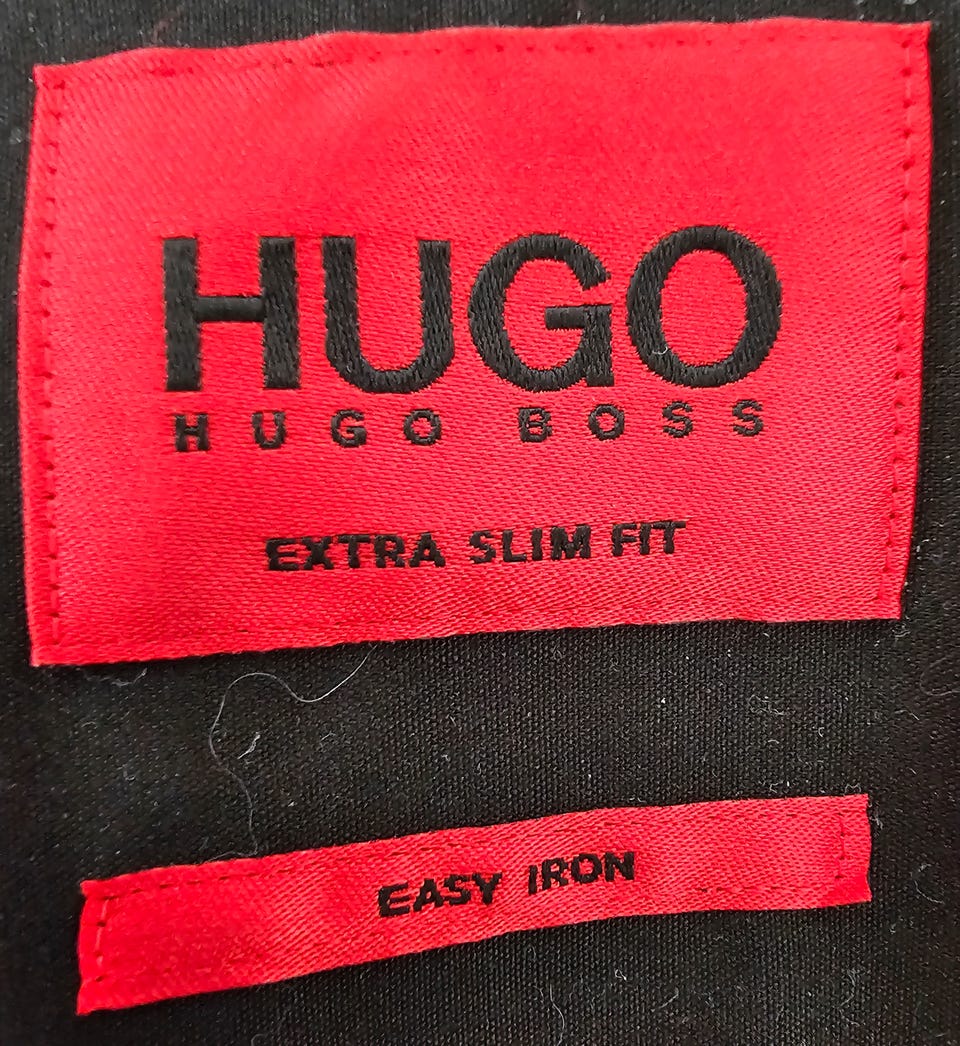 HUGO
HUGO BOSS
EXTRA SLIM FIT
EASY IRON